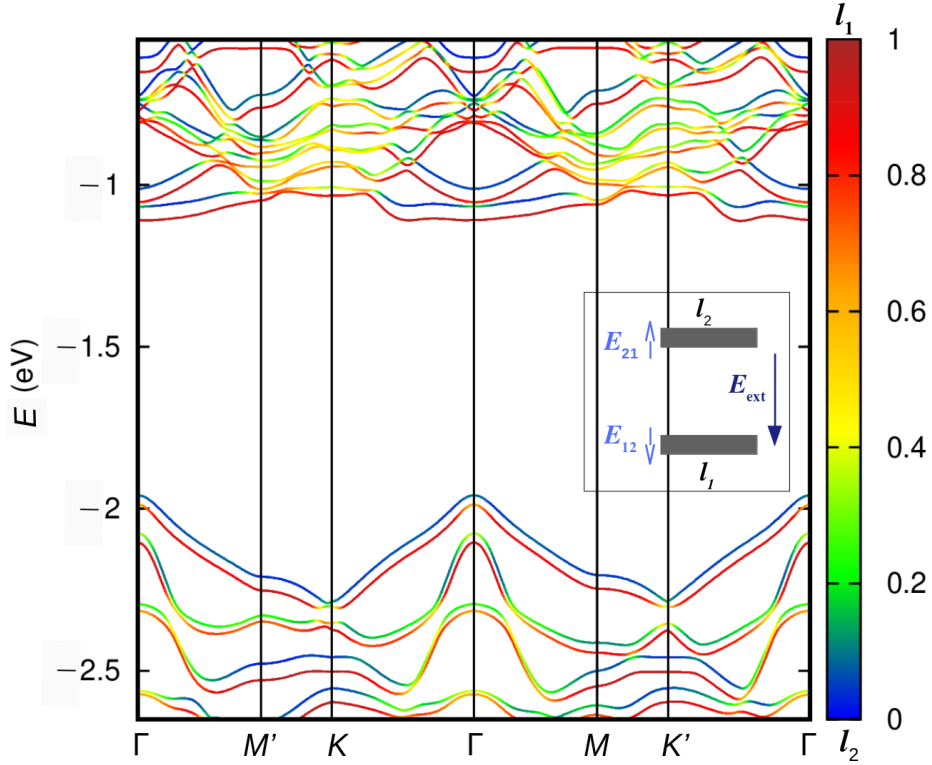 l₁
1
0.8
0.6
0.4
0.2
0
l₂
E (eV)
−1
−1.5
−2
−2.5
Γ M' K Γ M K' Γ
l₂
E₂₁
E_ext
E₁₂
l₁